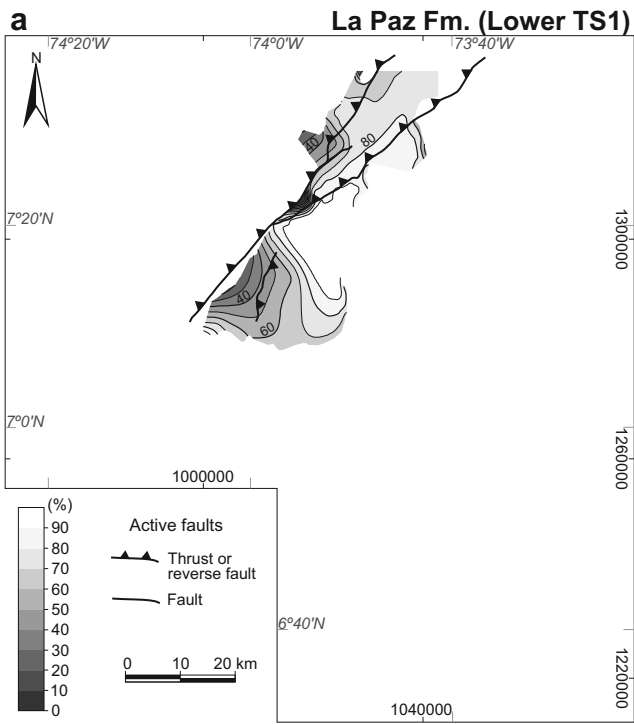 a
La Paz Fm. (Lower TS1)
74°20'W
74°0'W
73°40'W
N
40
80
7°20'N
1300000
40
60
7°0'N
1260000
1000000
(%)
90
80
70
60
50
40
30
20
10
0
Active faults
Thrust or
reverse fault
Fault
0 10 20 km
6°40'N
1220000
1040000